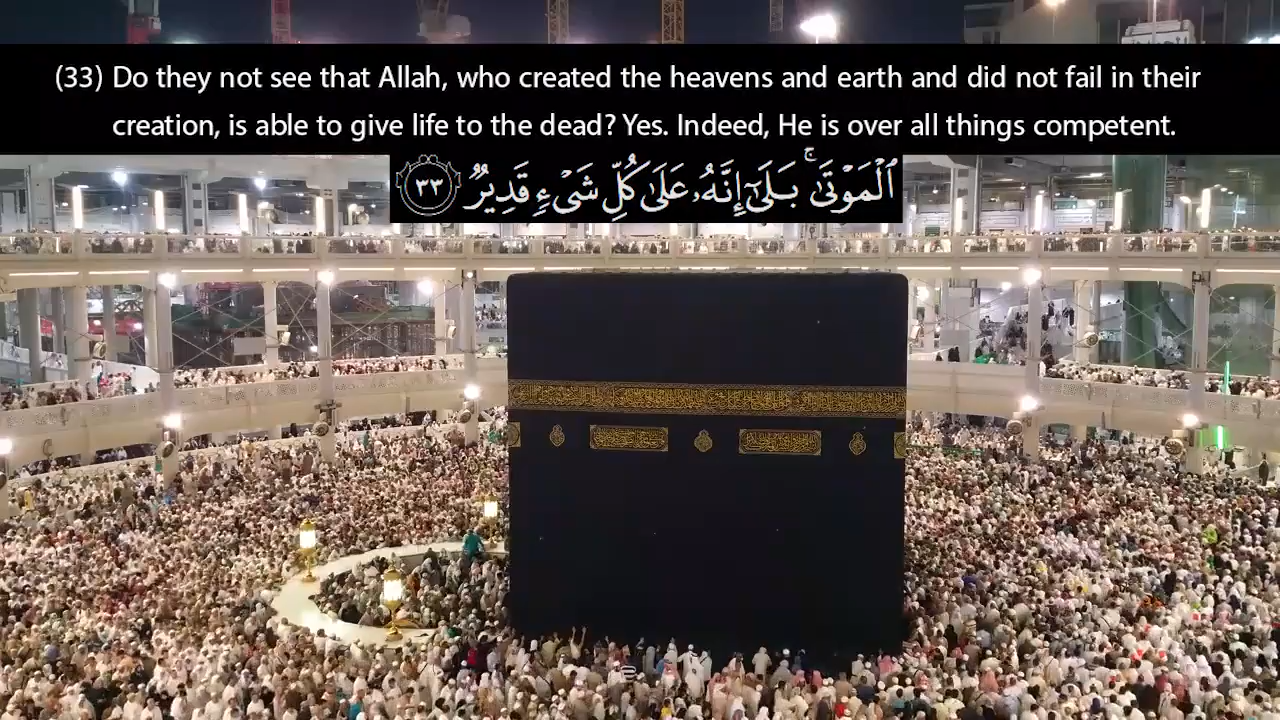 (33) Do they not see that Allah, who created the heavens and earth and did not fail in their
creation, is able to give life to the dead? Yes. Indeed, He is over all things competent.
ٱلْمَوْتَىٰ ۚ بَلَىٰٓ إِنَّهُۥ عَلَىٰ كُلِّ شَىْءٍ قَدِيرٌ ٣٣